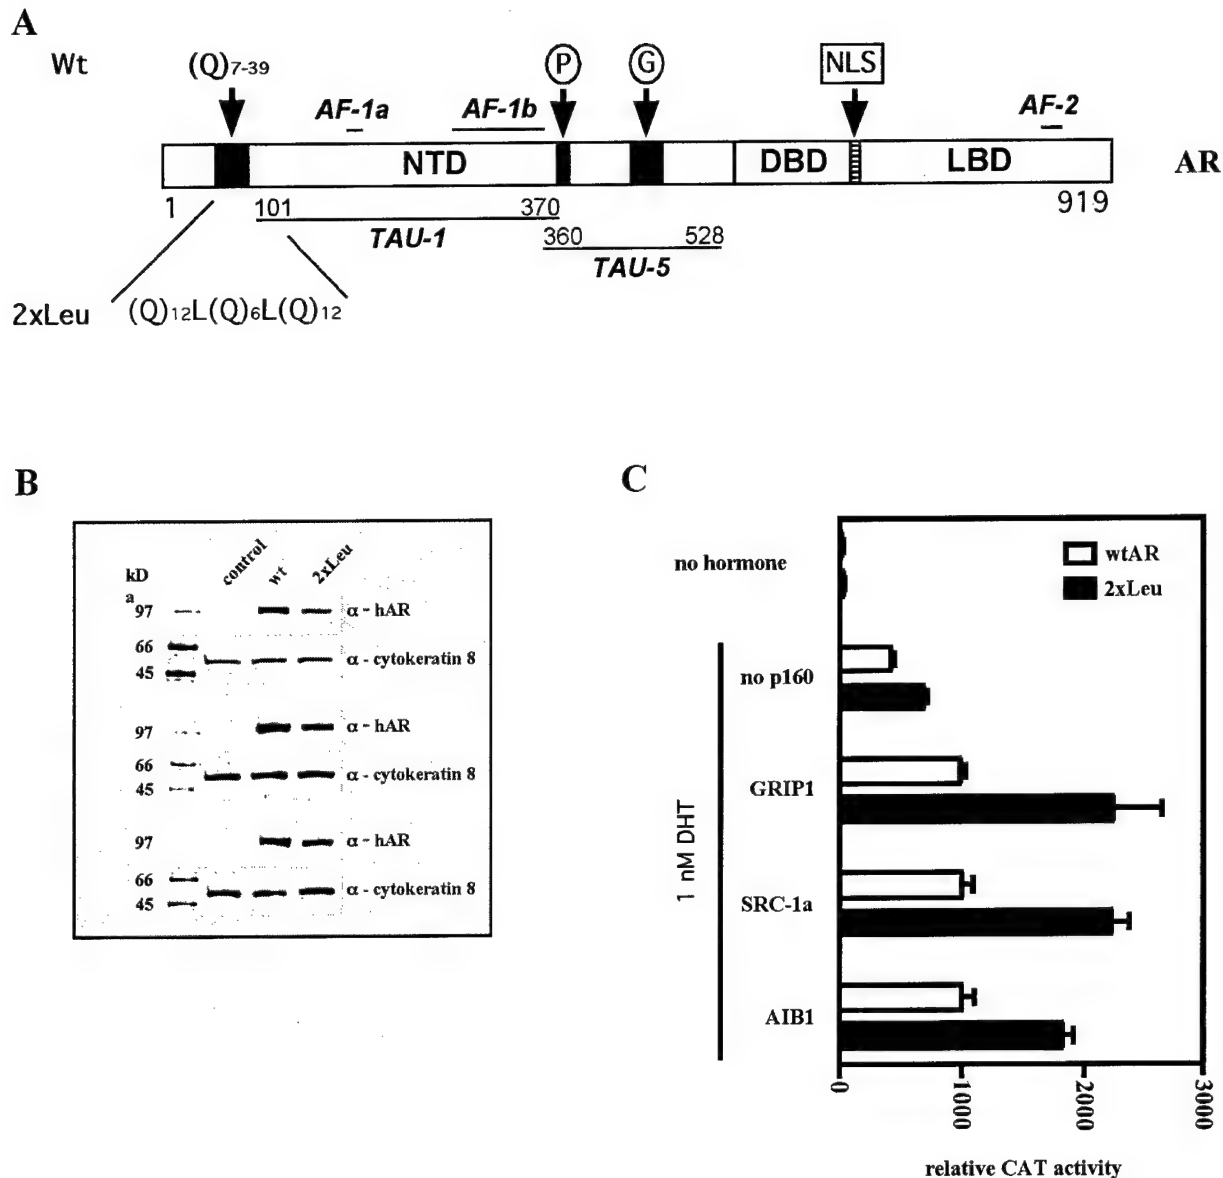 A
Wt (Q)7-39 P G NLS
AF-1a AF-1b AF-2
NTD DBD LBD AR
1 101 370 919
TAU-1 360 528
TAU-5
2xLeu (Q)12L(Q)6L(Q)12
B
control wt 2xLeu
kD
a
97 α - hAR
66
α - cytokeratin 8
45
97 α - hAR
66
α - cytokeratin 8
45
97 α - hAR
66
α - cytokeratin 8
45
C
no hormone
wtAR
2xLeu
no p160
GRIP1
1 nM DHT
SRC-1a
AIB1
0 1000 2000 3000
relative CAT activity